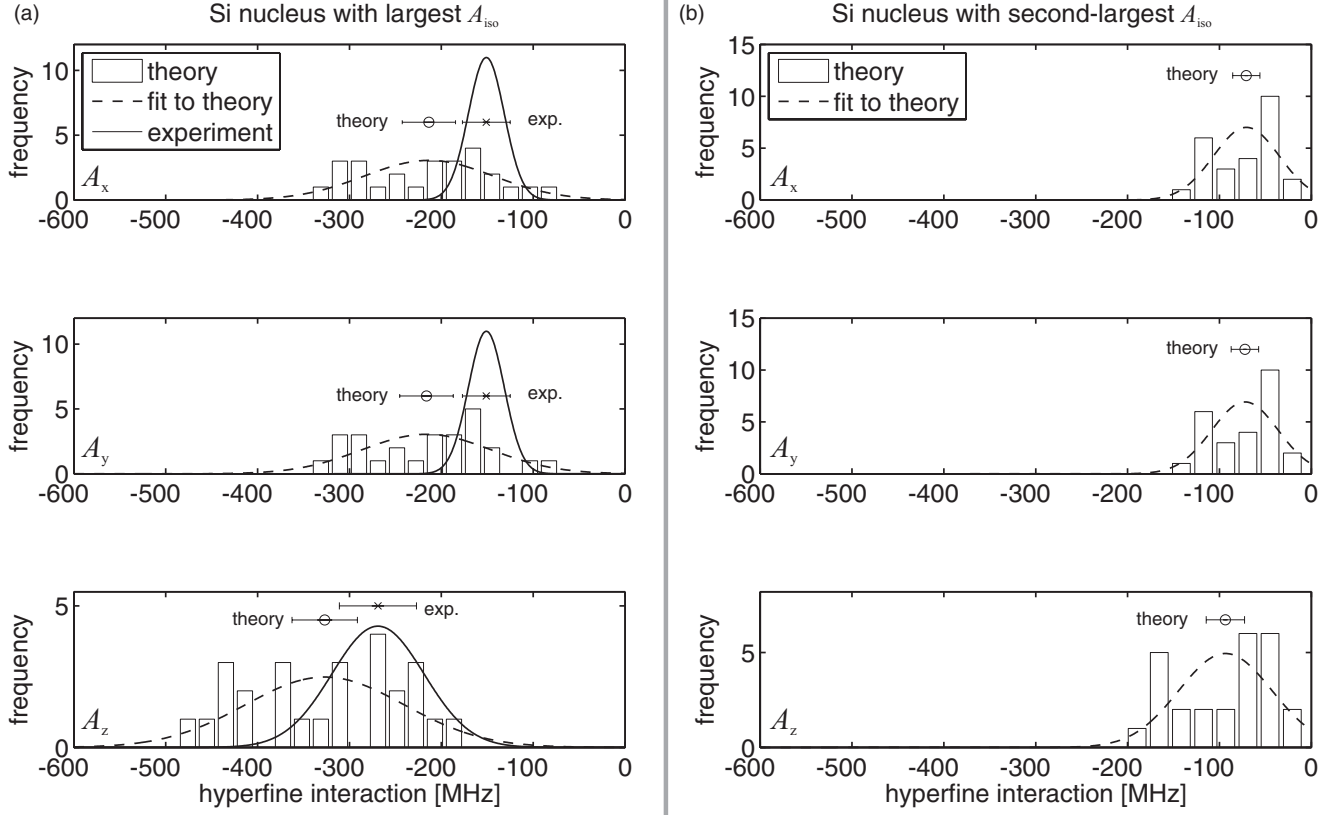 (a)
Si nucleus with largest A_iso
theory
fit to theory
experiment
frequency
10
5
0
theory
exp.
A_x
-600 -500 -400 -300 -200 -100 0
frequency
10
5
0
theory
exp.
A_y
-600 -500 -400 -300 -200 -100 0
frequency
5
0
theory
exp.
A_z
-600 -500 -400 -300 -200 -100 0
hyperfine interaction [MHz]
(b)
Si nucleus with second-largest A_iso
theory
fit to theory
frequency
15
10
5
0
theory
A_x
-600 -500 -400 -300 -200 -100 0
frequency
15
10
5
0
theory
A_y
-600 -500 -400 -300 -200 -100 0
frequency
5
0
theory
A_z
-600 -500 -400 -300 -200 -100 0
hyperfine interaction [MHz]